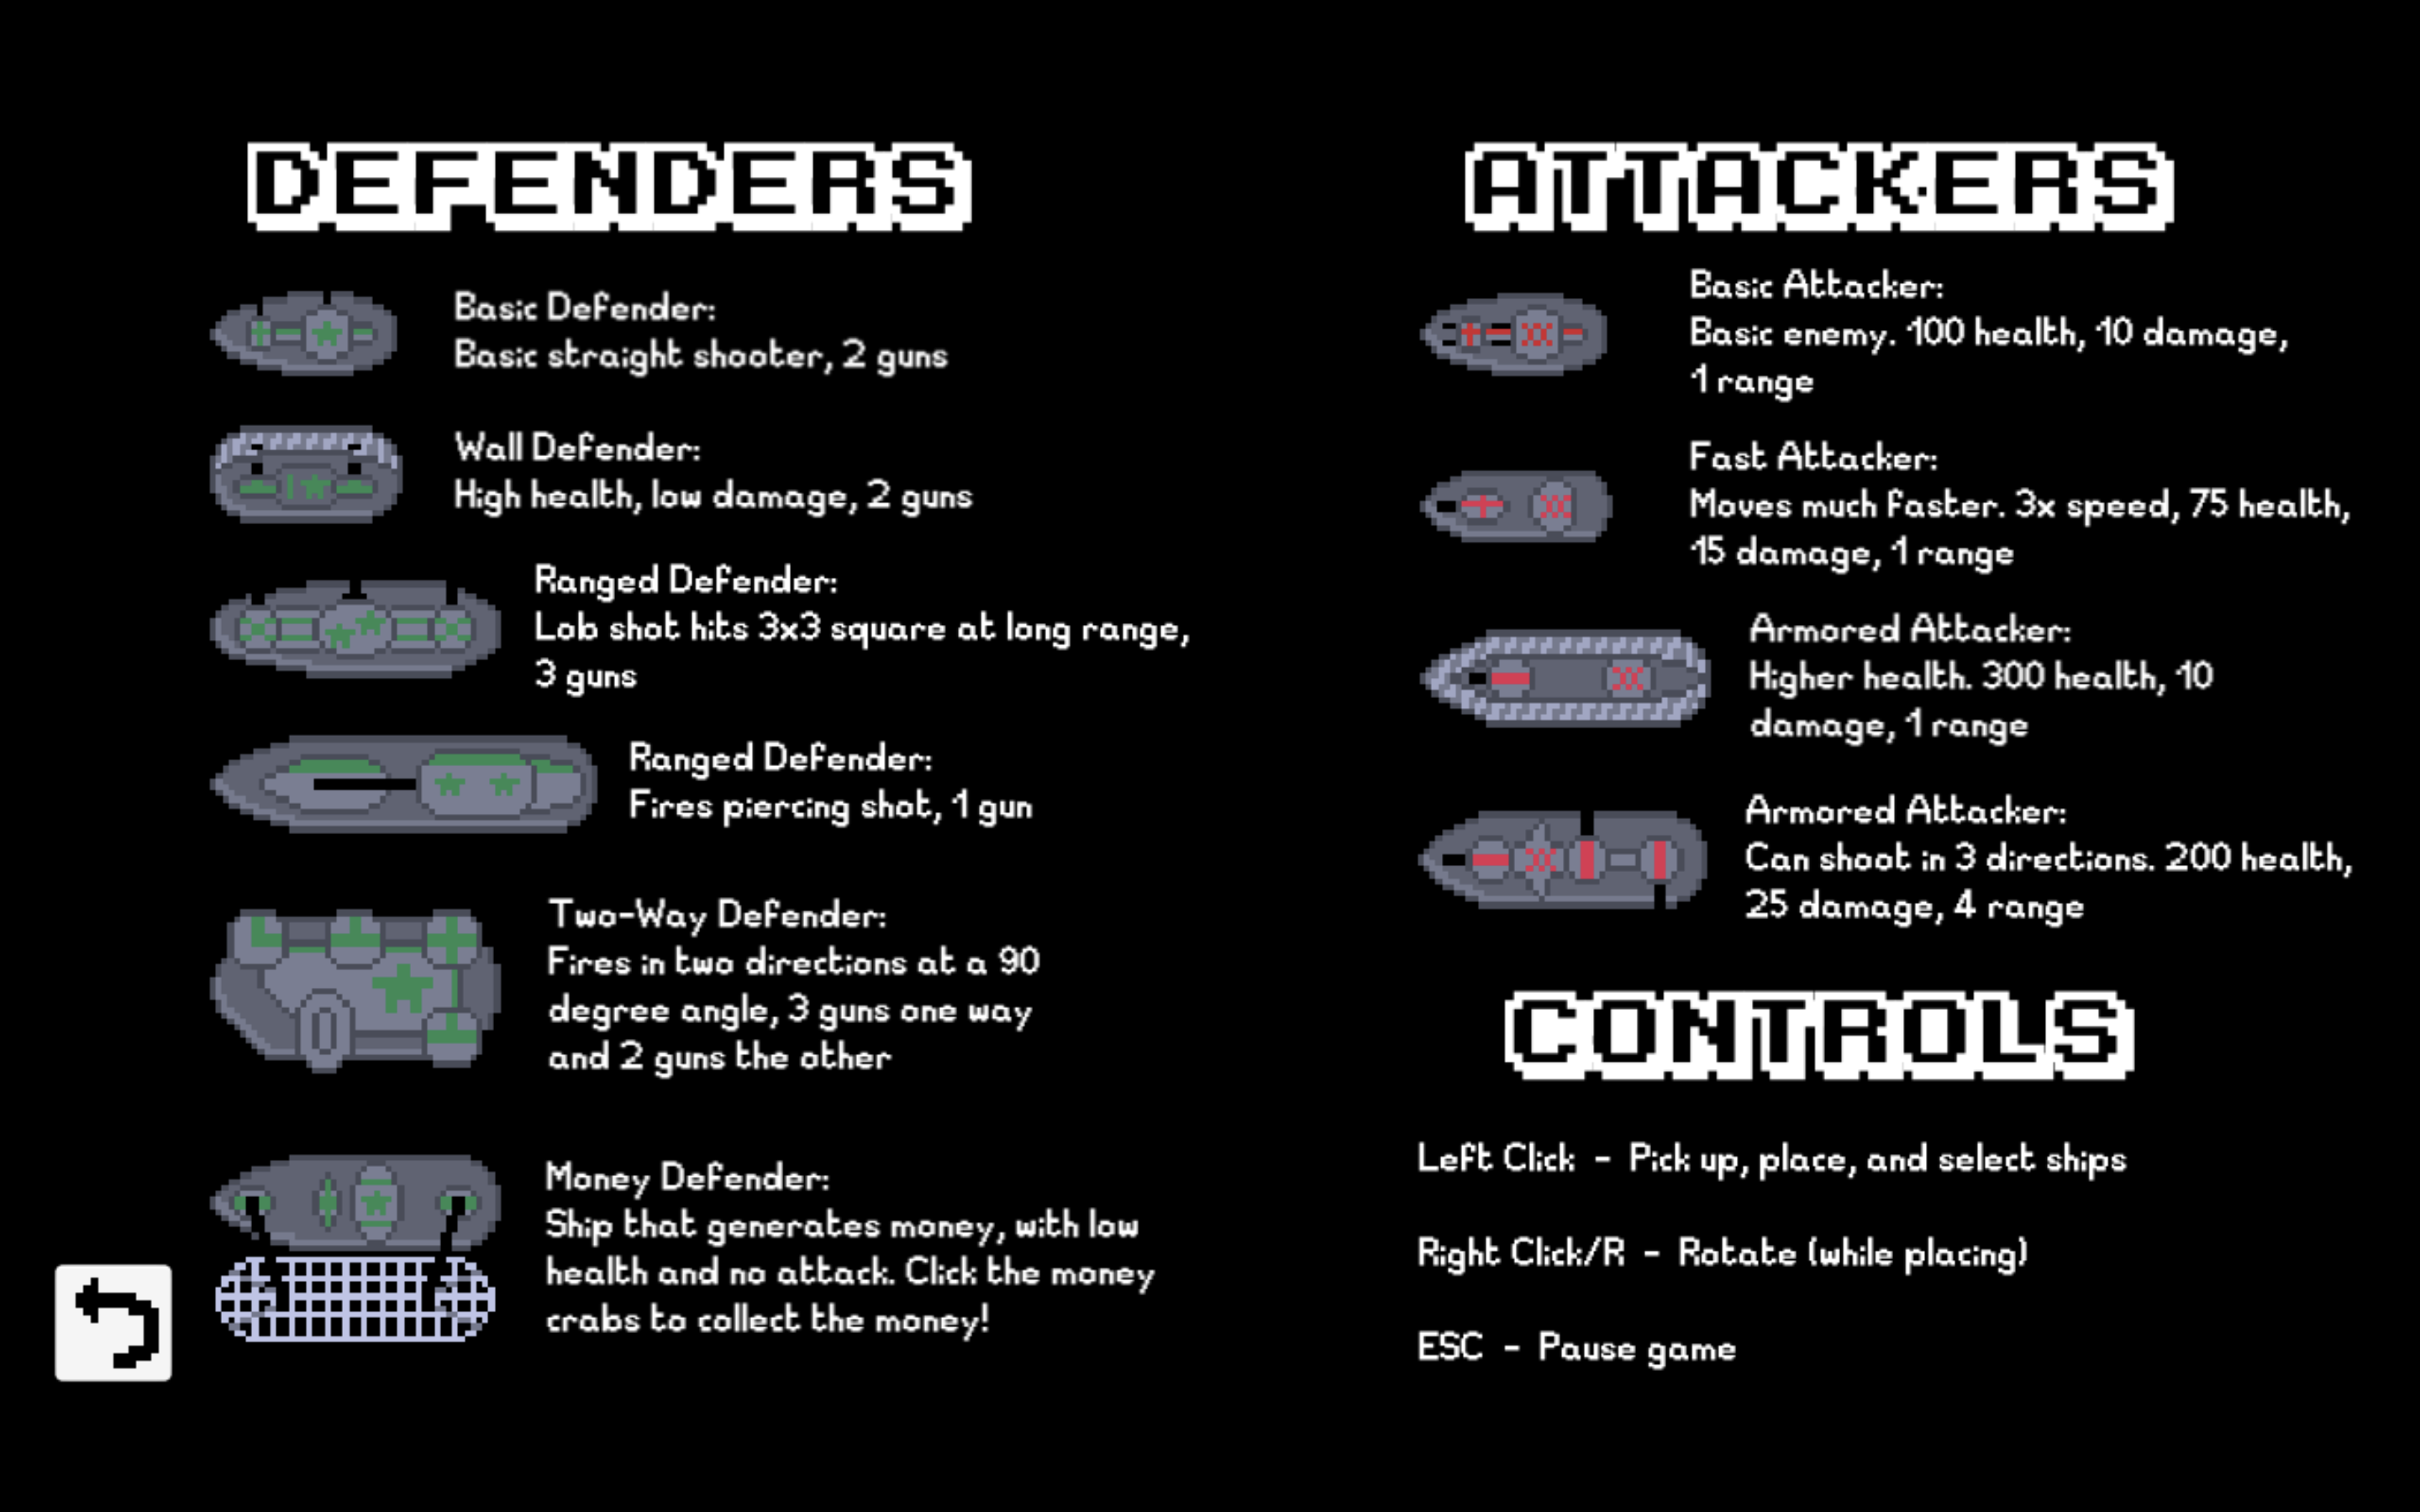 DEFENDERS
Basic Defender:
Basic straight shooter, 2 guns
Wall Defender:
High health, low damage, 2 guns
Ranged Defender:
Lob shot hits 3x3 square at long range,
3 guns
Ranged Defender:
Fires piercing shot, 1 gun
Two-Way Defender:
Fires in two directions at a 90
degree angle, 3 guns one way
and 2 guns the other
Money Defender:
Ship that generates money, with low
health and no attack. Click the money
crabs to collect the money!
ATTACKERS
Basic Attacker:
Basic enemy. 100 health, 10 damage,
1 range
Fast Attacker:
Moves much faster. 3x speed, 75 health,
15 damage, 1 range
Armored Attacker:
Higher health. 300 health, 10
damage, 1 range
Armored Attacker:
Can shoot in 3 directions. 200 health,
25 damage, 4 range
CONTROLS
Left Click - Pick up, place, and select ships
Right Click/R - Rotate (while placing)
ESC - Pause game